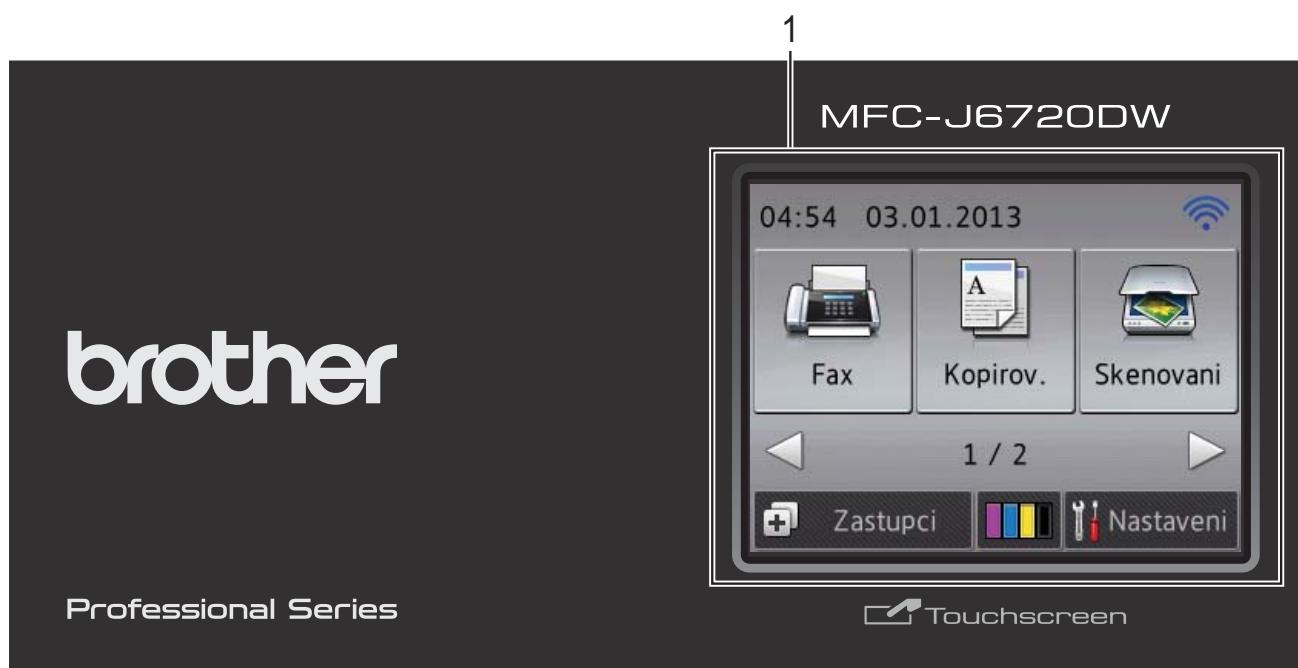 1
MFC-J6720DW
04:54 03.01.2013
A
Fax Kopirov. Skenovani
1 / 2
Zastupci Nastaveni
brother
Professional Series
Touchscreen